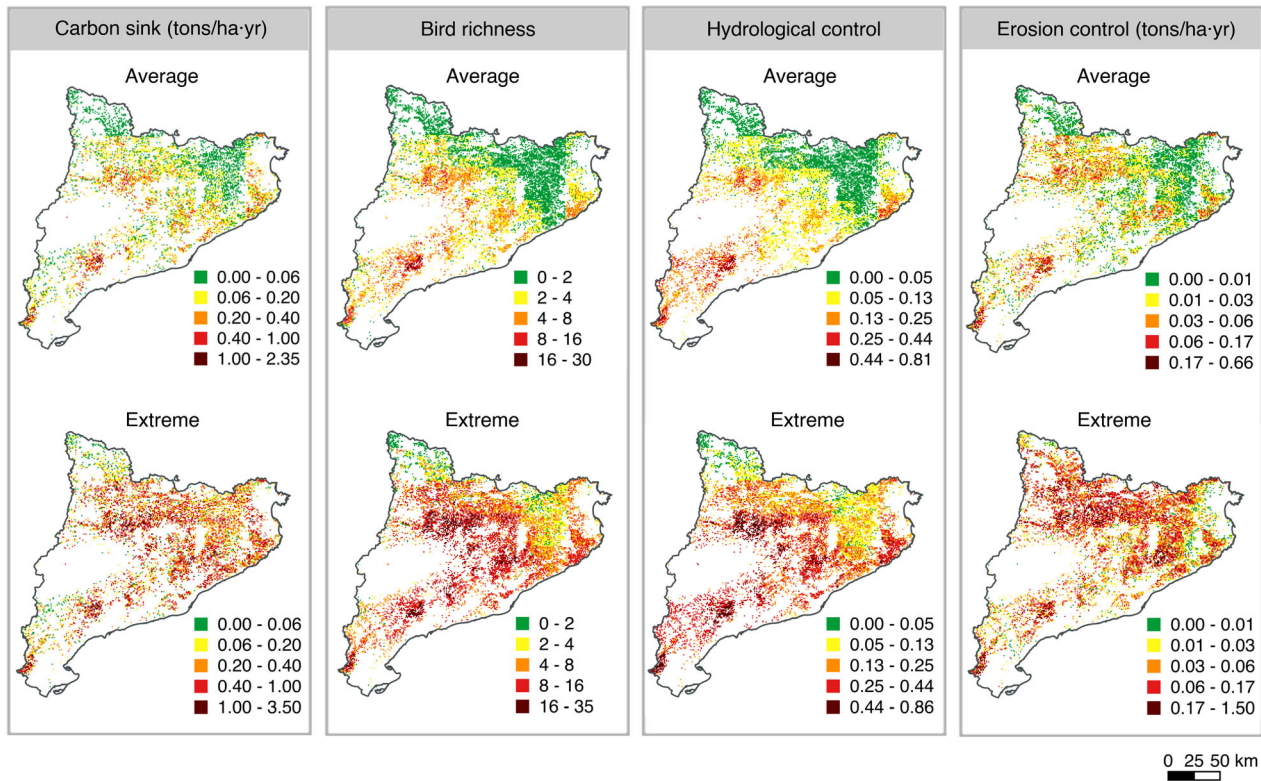 Carbon sink (tons/ha·yr)
Average
0.00 - 0.06
0.06 - 0.20
0.20 - 0.40
0.40 - 1.00
1.00 - 2.35
Extreme
0.00 - 0.06
0.06 - 0.20
0.20 - 0.40
0.40 - 1.00
1.00 - 3.50
Bird richness
Average
0 - 2
2 - 4
4 - 8
8 - 16
16 - 30
Extreme
0 - 2
2 - 4
4 - 8
8 - 16
16 - 35
Hydrological control
Average
0.00 - 0.05
0.05 - 0.13
0.13 - 0.25
0.25 - 0.44
0.44 - 0.81
Extreme
0.00 - 0.05
0.05 - 0.13
0.13 - 0.25
0.25 - 0.44
0.44 - 0.86
Erosion control (tons/ha·yr)
Average
0.00 - 0.01
0.01 - 0.03
0.03 - 0.06
0.06 - 0.17
0.17 - 0.66
Extreme
0.00 - 0.01
0.01 - 0.03
0.03 - 0.06
0.06 - 0.17
0.17 - 1.50
0 25 50 km